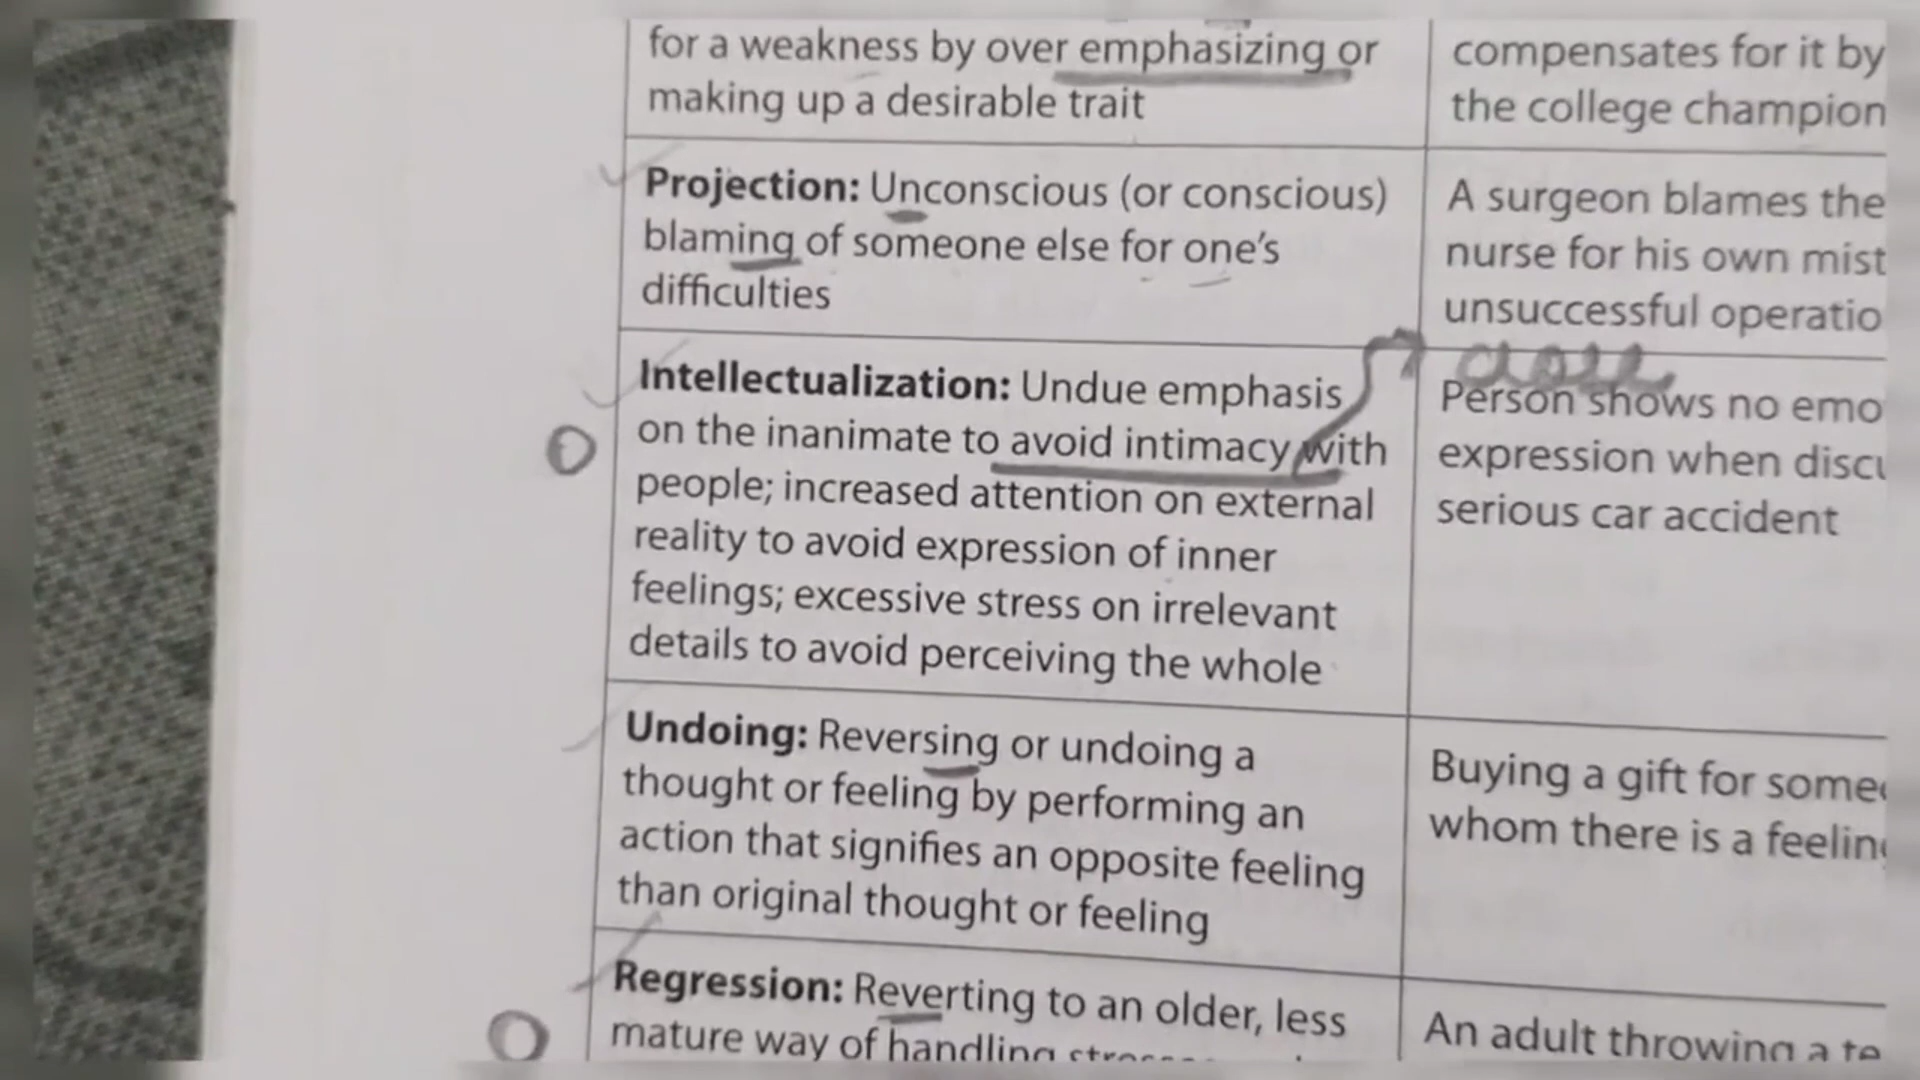 for a weakness by over emphasizing or
making up a desirable trait
compensates for it by
the college champion
Projection: Unconscious (or conscious)
blaming of someone else for one's
difficulties
A surgeon blames the
nurse for his own mist
unsuccessful operatio
Intellectualization: Undue emphasis
on the inanimate to avoid intimacy with
people; increased attention on external
reality to avoid expression of inner
feelings; excessive stress on irrelevant
details to avoid perceiving the whole
close
Person shows no emo
expression when discu
serious car accident
Undoing: Reversing or undoing a
thought or feeling by performing an
action that signifies an opposite feeling
than original thought or feeling
Buying a gift for some
whom there is a feelin
Regression: Reverting to an older, less
mature way of handling
An adult throwing a te